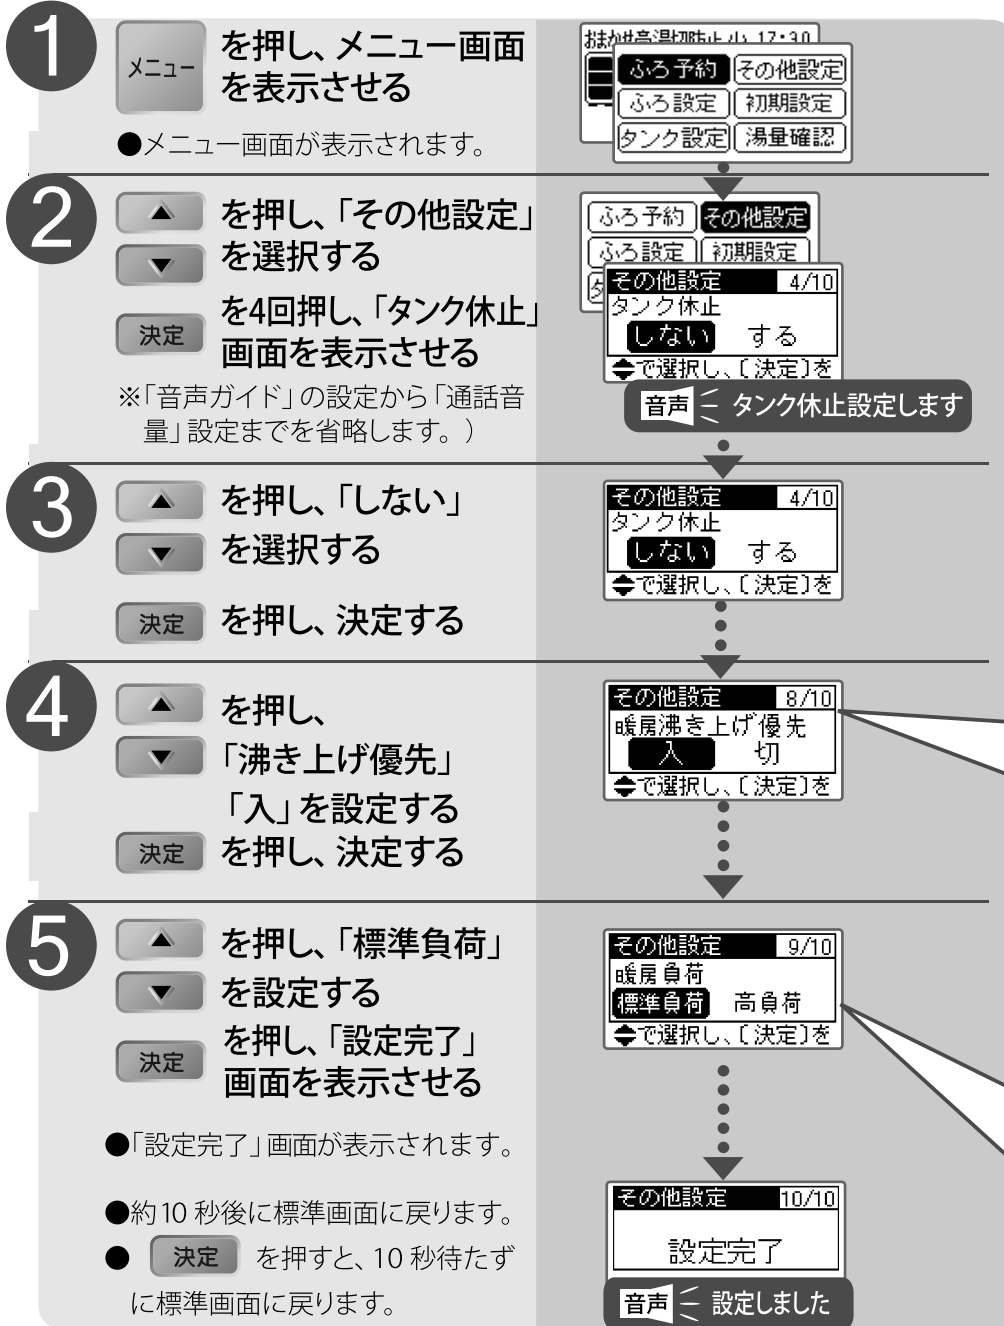 1
メニュー
を押し、メニュー画面
を表示させる
●メニュー画面が表示されます。
17:30
ふろ予約 その他設定
ふろ設定 初期設定
タンク設定 湯量確認
2
▲
を押し、「その他設定」
▼
を選択する
決定
を4回押し、「タンク休止」
画面を表示させる
※「音声ガイド」の設定から「通話音
量」設定までを省略します。)
ふろ予約 その他設定
ふろ設定 初期設定
その他設定 4/10
タンク休止
しない する
で選択し、〔決定〕を
音声 タンク休止設定します
3
▲
を押し、「しない」
▼
を選択する
決定
を押し、決定する
その他設定 4/10
タンク休止
しない する
で選択し、〔決定〕を
4
▲
を押し、
▼
「沸き上げ優先」
「入」を設定する
決定
を押し、決定する
その他設定 8/10
暖房沸き上げ優先
入 切
で選択し、〔決定〕を
5
▲
を押し、「標準負荷」
▼
を設定する
決定
を押し、「設定完了」
画面を表示させる
●「設定完了」画面が表示されます。
●約10 秒後に標準画面に戻ります。
● 決定 を押すと、10 秒待たず
に標準画面に戻ります。
その他設定 9/10
暖房負荷
標準負荷 高負荷
で選択し、〔決定〕を
その他設定 10/10
設定完了
音声 設定しました